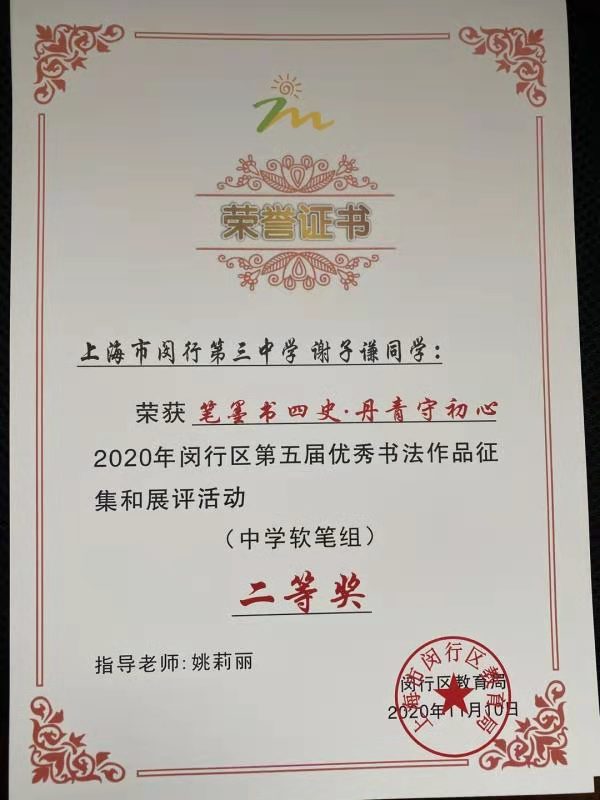 荣誉证书
上海市闵行第三中学 谢子谦同学：
荣获 笔墨书四史·丹青守初心
2020年闵行区第五届优秀书法作品征
集和展评活动
（中学软笔组）
二等奖
指导老师:姚莉丽
闵行区教育局
2020年11月10日
上海市闵行区教育局